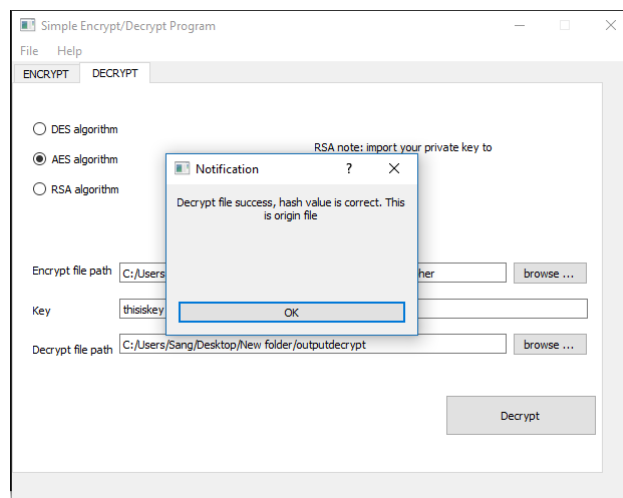 Simple Encrypt/Decrypt Program
File Help
ENCRYPT DECRYPT
DES algorithm
RSA note: import your private key to
AES algorithm
Notification ?
RSA algorithm
Decrypt file success, hash value is correct. This
is origin file
Encrypt file path C:/Users her browse ...
Key thisiskey OK
Decrypt file path C:/Users/Sang/Desktop/New folder/outputdecrypt browse ...
Decrypt